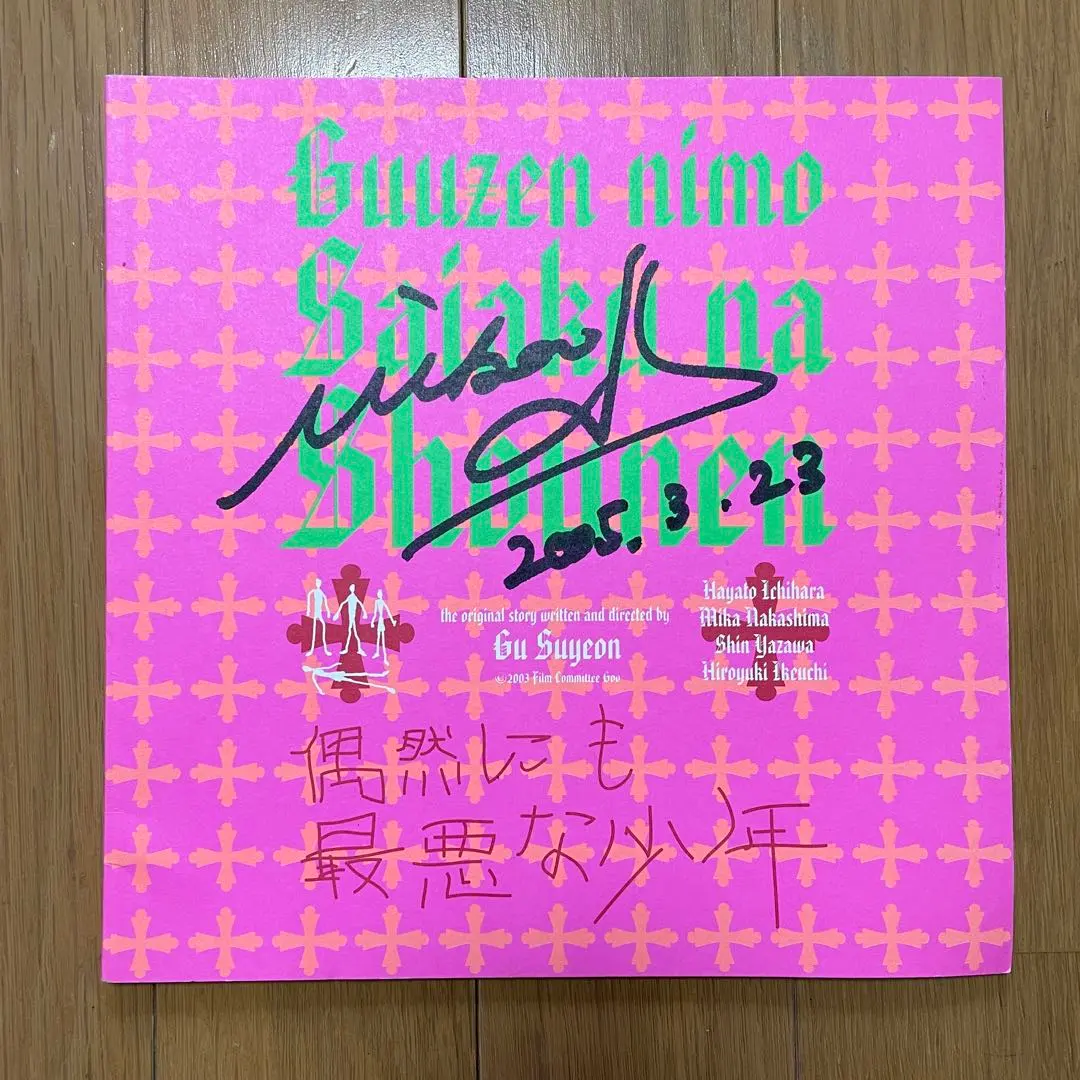 Guuzen nimo
Saiaku na
Shounen
2005.3.23
the original story written and directed by
Gu Suyeon
©2003 Film Committee Goo
Hayato Ichihara
Mika Nakashima
Shin Yazawa
Hiroyuki Ikeuchi
偶然にも
最悪な少年